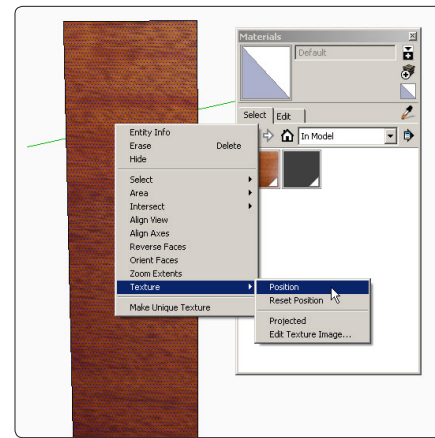 Materials
Default
Select
Edit
In Model
Entity Info
Erase Delete
Hide
Select
Area
Intersect
Align View
Align Axes
Reverse Faces
Orient Faces
Zoom Extents
Texture
Make Unique Texture
Position
Reset Position
Projected
Edit Texture Image...